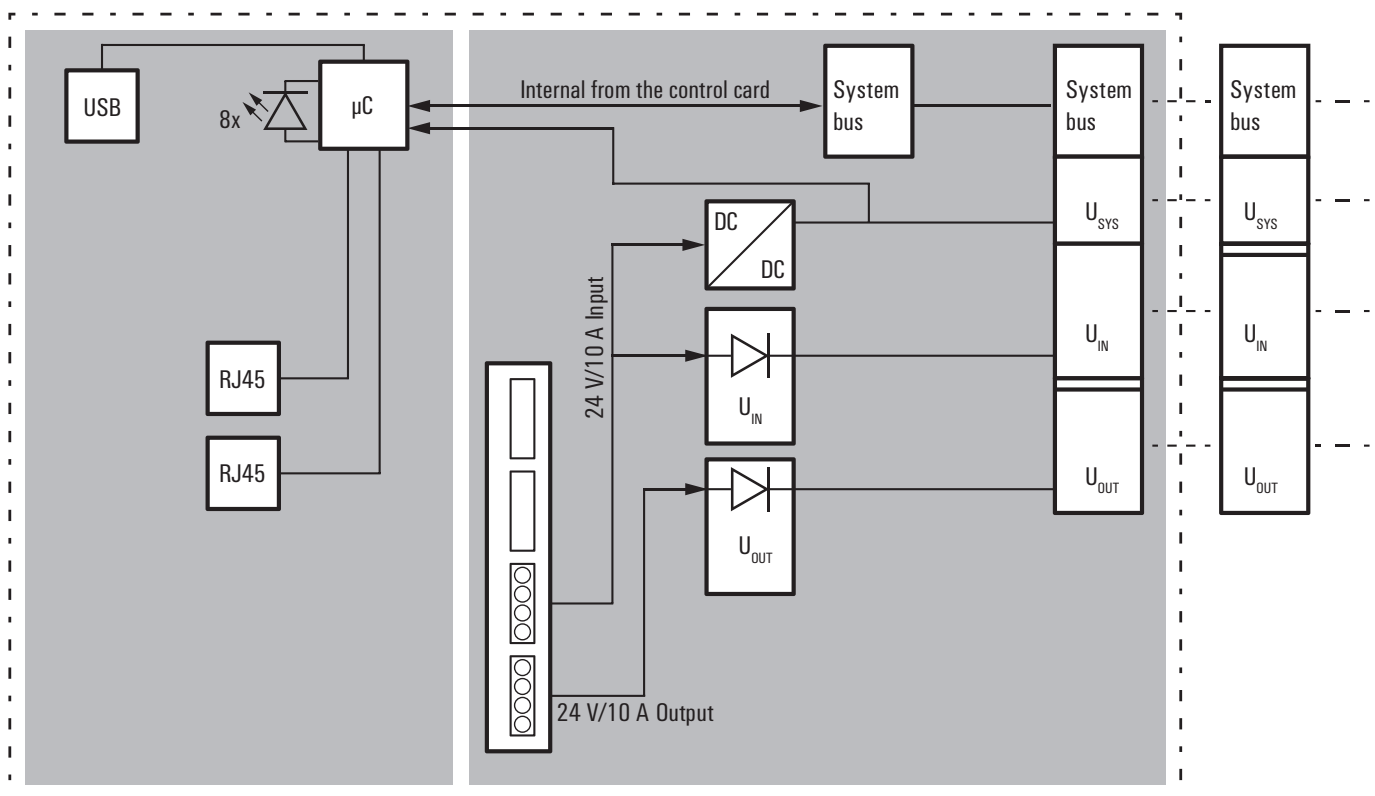 USB
8x
µC
Internal from the control card
System
bus
System
bus
System
bus
DC
DC
U_SYS
U_SYS
24 V/10 A Input
U_IN
U_IN
U_IN
RJ45
RJ45
U_OUT
U_OUT
U_OUT
24 V/10 A Output